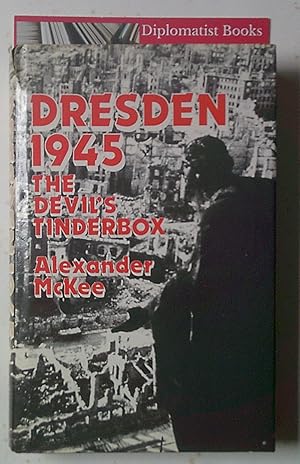 Diplomatist Books
DRESDEN
1945
THE
DEVIL'S
TINDERBOX
Alexander
McKee